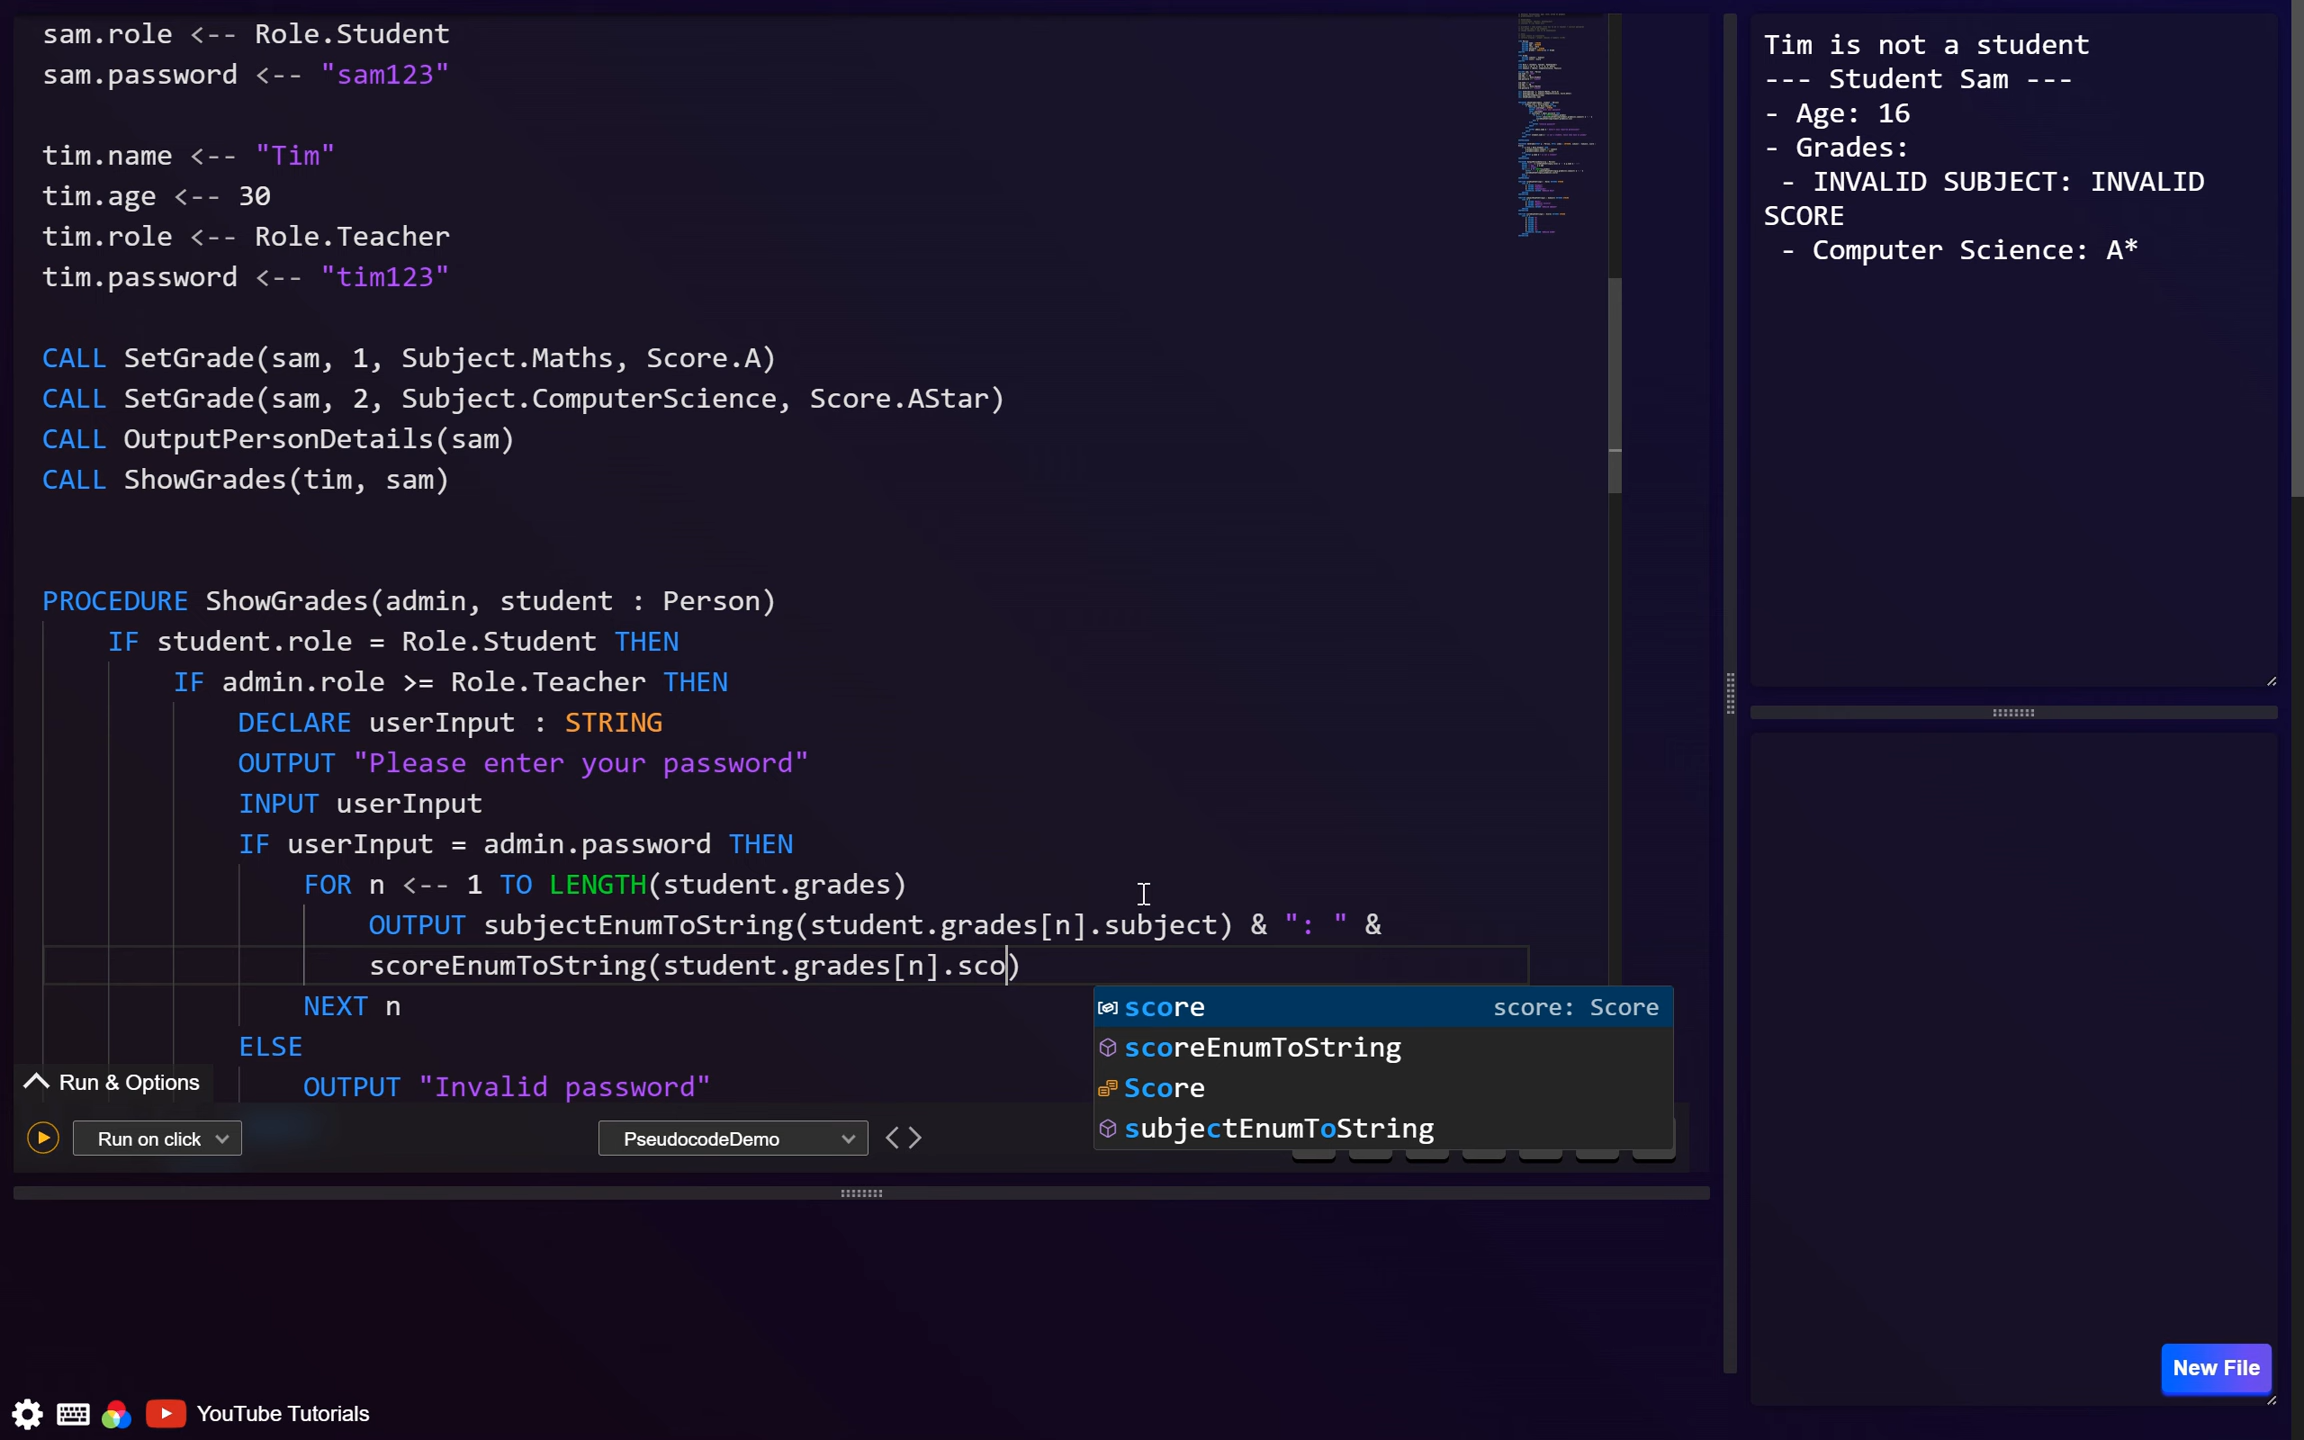 sam.role <-- Role.Student
sam.password <-- "sam123"
tim.name <-- "Tim"
tim.age <-- 30
tim.role <-- Role.Teacher
tim.password <-- "tim123"
CALL SetGrade(sam, 1, Subject.Maths, Score.A)
CALL SetGrade(sam, 2, Subject.ComputerScience, Score.AStar)
CALL OutputPersonDetails(sam)
CALL ShowGrades(tim, sam)
PROCEDURE ShowGrades(admin, student : Person)
IF student.role = Role.Student THEN
IF admin.role >= Role.Teacher THEN
DECLARE userInput : STRING
OUTPUT "Please enter your password"
INPUT userInput
IF userInput = admin.password THEN
FOR n <-- 1 TO LENGTH(student.grades)
OUTPUT subjectEnumToString(student.grades[n].subject) & ": " &
scoreEnumToString(student.grades[n].sco)
NEXT n
ELSE
OUTPUT "Invalid password"
score score: Score
scoreEnumToString
Score
subjectEnumToString
Run & Options
Run on click
PseudocodeDemo
YouTube Tutorials
Tim is not a student
--- Student Sam ---
- Age: 16
- Grades:
- INVALID SUBJECT: INVALID
SCORE
- Computer Science: A*
New File